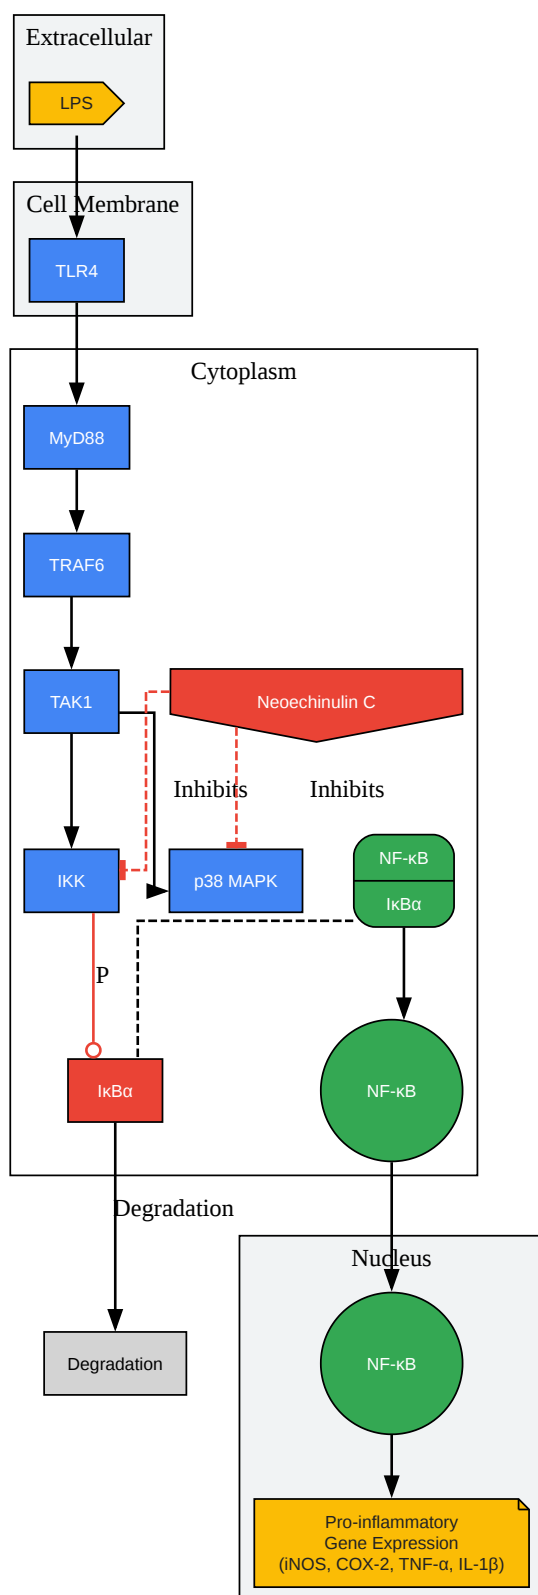 Extracellular
LPS
Cell Membrane
TLR4
Cytoplasm
MyD88
TRAF6
TAK1
Neoechinulin C
Inhibits
Inhibits
IKK
p38 MAPK
NF-κB
IκBα
P
IκBα
NF-κB
Degradation
Nucleus
Degradation
NF-κB
Pro-inflammatory
Gene Expression
(iNOS, COX-2, TNF-α, IL-1β)